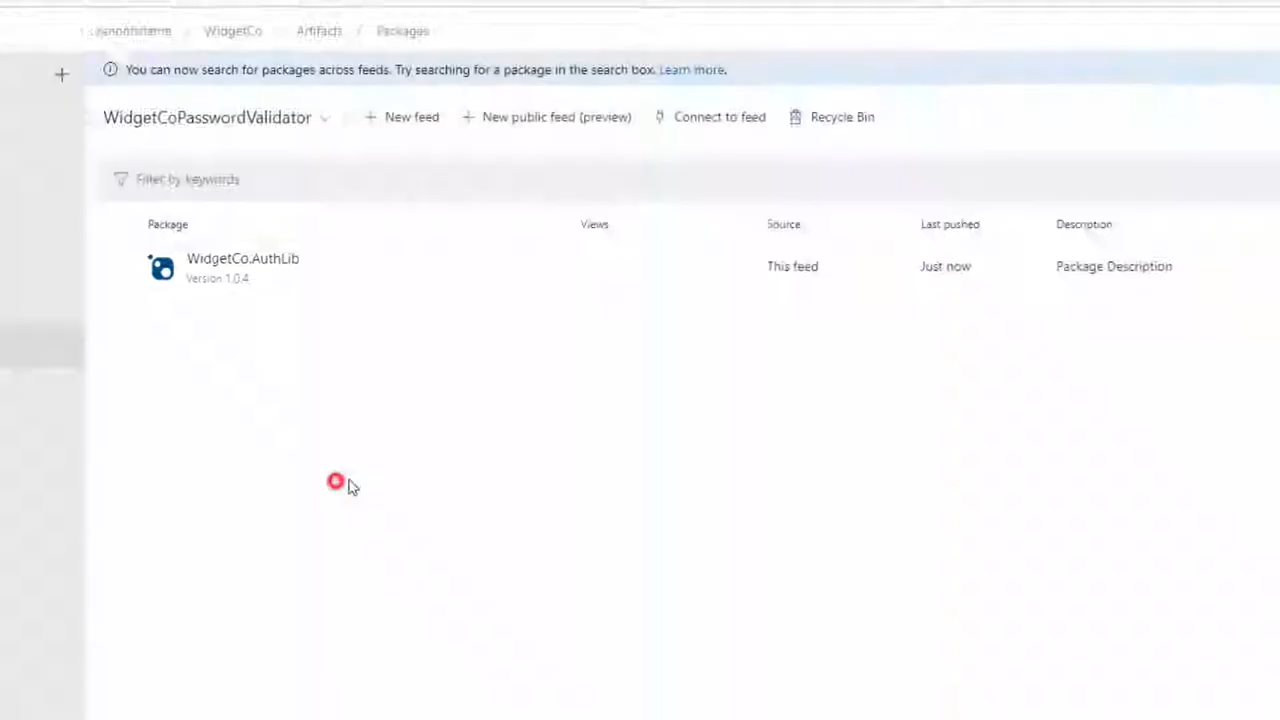 WidgetCo / Artifacts / Packages
You can now search for packages across feeds. Try searching for a package in the search box. Learn more.
WidgetCoPasswordValidator + New feed + New public feed (preview) Connect to feed Recycle Bin
Filter by keywords
Package Views Source Last pushed Description
WidgetCo.AuthLib This feed Just now Package Description
Version 1.0.4